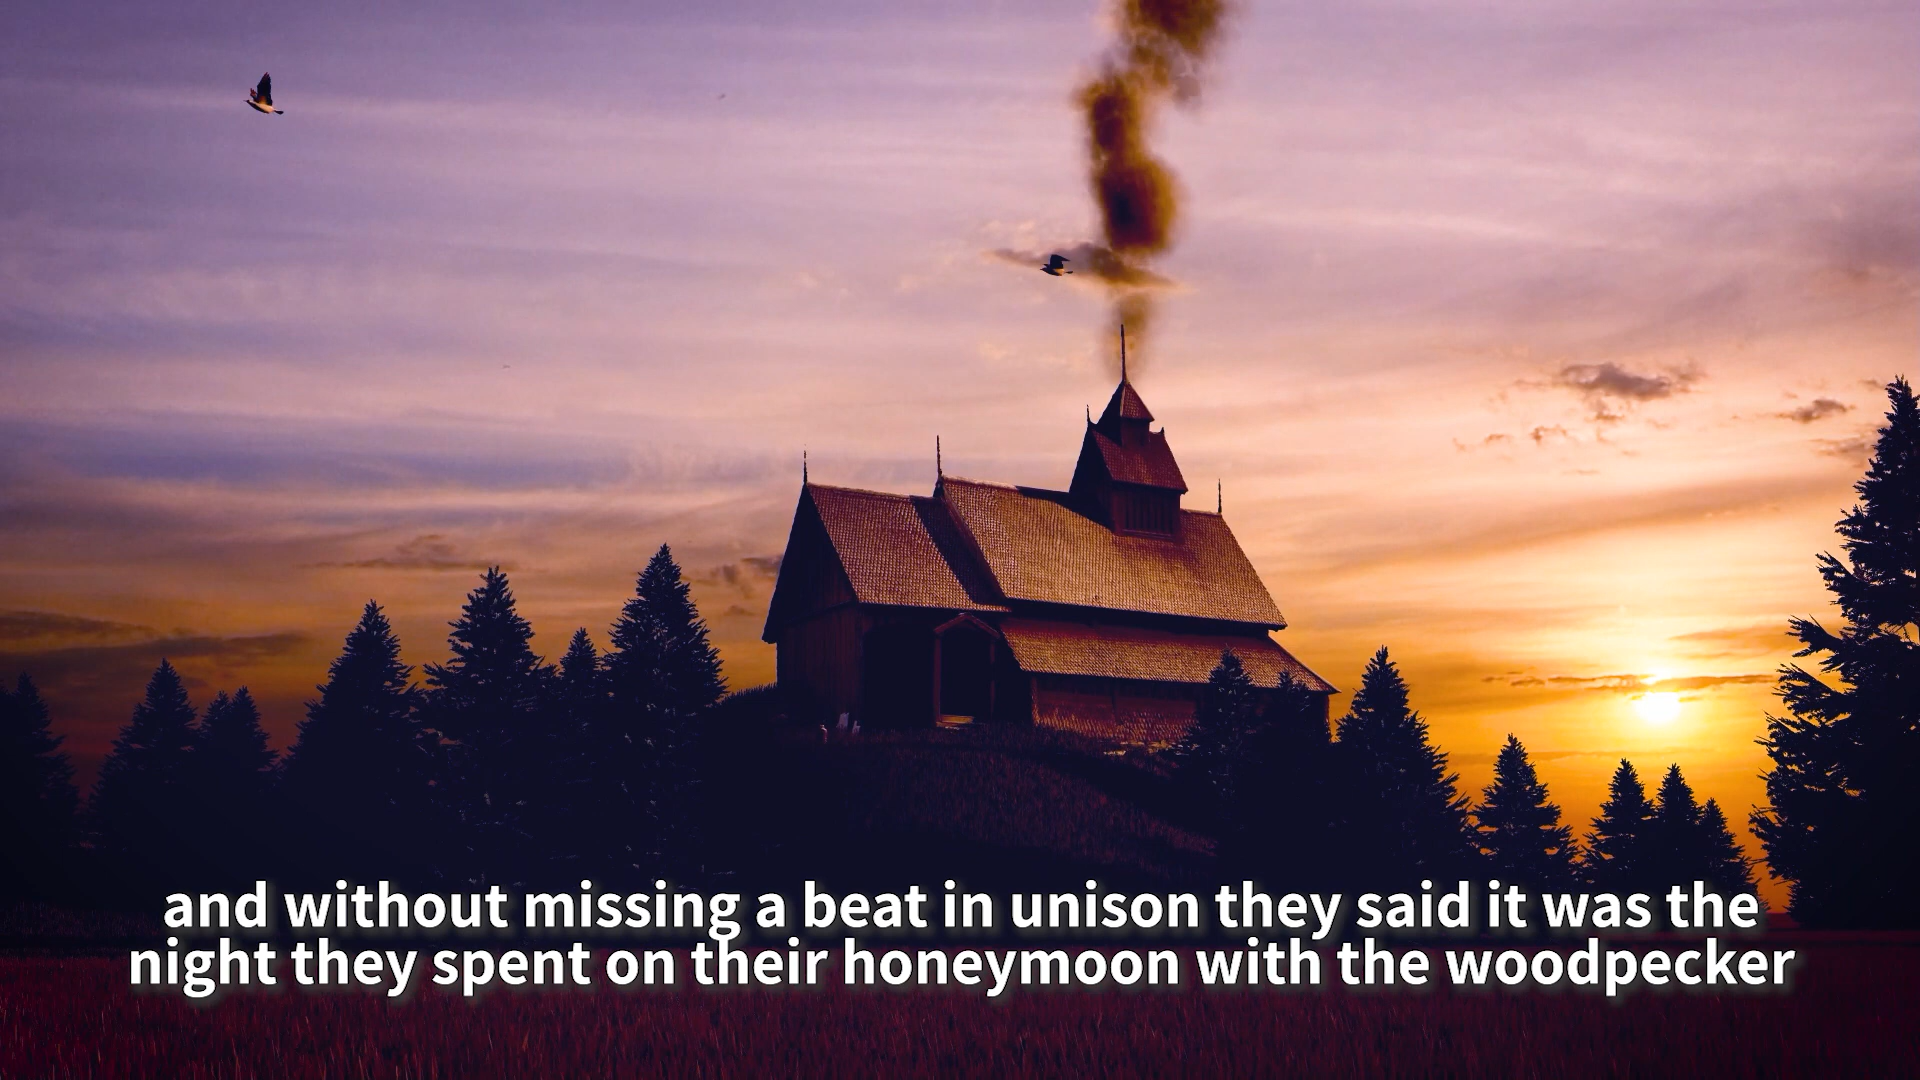 and without missing a beat in unison they said it was the
night they spent on their honeymoon with the woodpecker